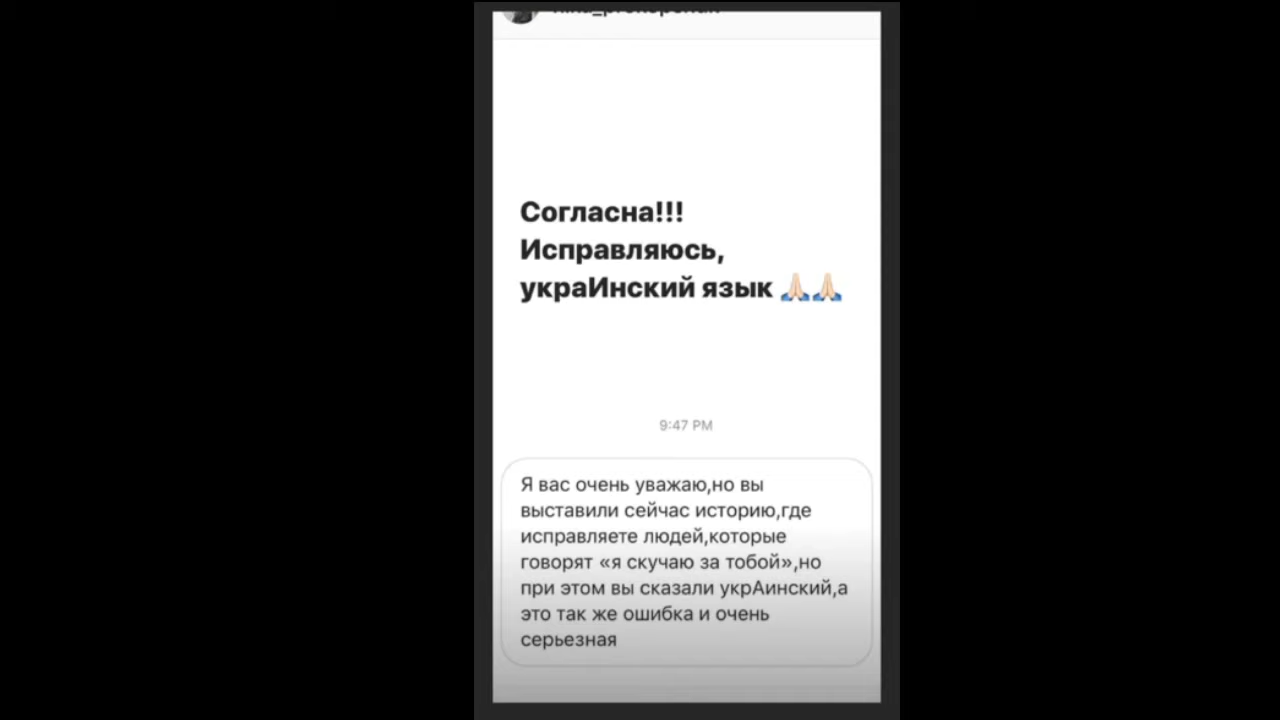 Согласна!!!
Исправляюсь,
украИнский язык 🙏🏻🙏🏻
9:47 PM
Я вас очень уважаю,но вы
выставили сейчас историю,где
исправляете людей,которые
говорят «я скучаю за тобой»,но
при этом вы сказали укрАинский,а
это так же ошибка и очень
серьезная